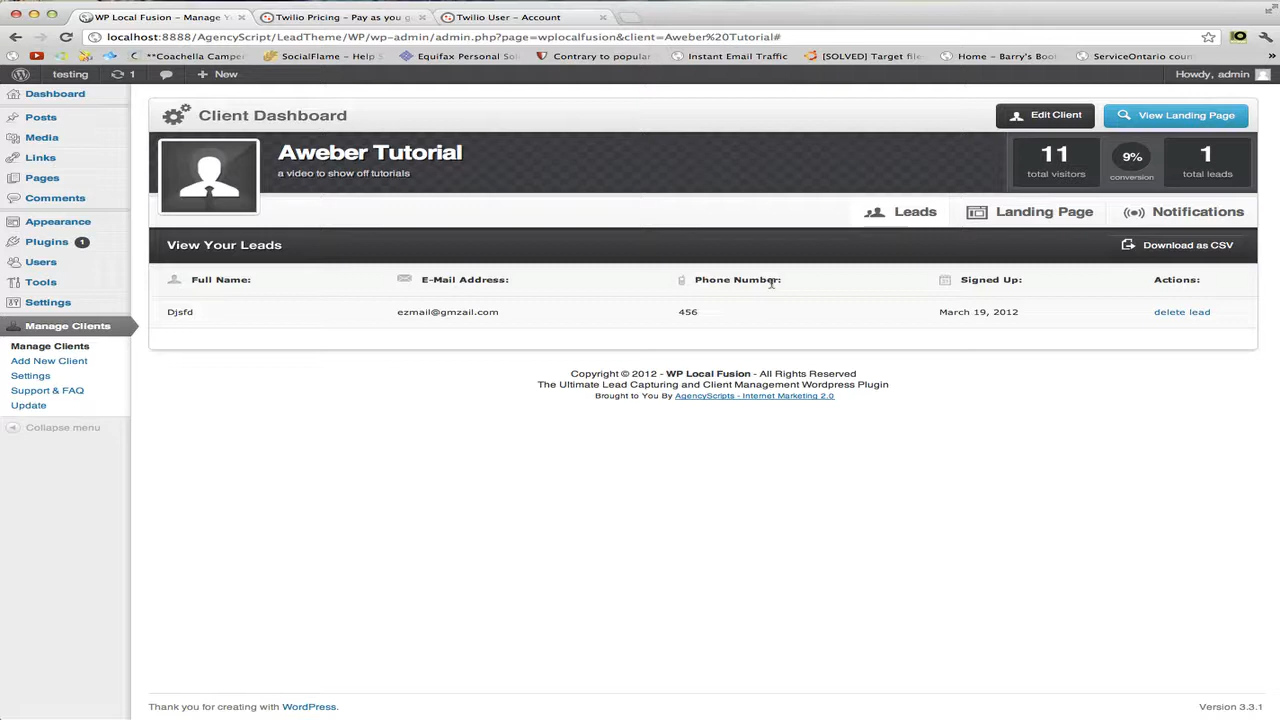 WP Local Fusion – Manage Y
Twilio Pricing – Pay as you g
Twilio User – Account
localhost:8888/AgencyScript/LeadTheme/WP/wp-admin/admin.php?page=wplocalfusion&client=Aweber%20Tutorial#
**Coachella Camper
SocialFlame – Help S
Equifax Personal Sol
Contrary to popular
Instant Email Traffic
[SOLVED] Target file
Home – Barry's Boot
ServiceOntario cour
testing
1
+ New
Howdy, admin
Dashboard
Posts
Media
Links
Pages
Comments
Appearance
Plugins 1
Users
Tools
Settings
Manage Clients
Manage Clients
Add New Client
Settings
Support & FAQ
Update
Collapse menu
Client Dashboard
Edit Client
View Landing Page
Aweber Tutorial
a video to show off tutorials
11
total visitors
9%
conversion
1
total leads
Leads
Landing Page
Notifications
View Your Leads
Download as CSV
Full Name: E-Mail Address: Phone Number: Signed Up: Actions:
Djsfd ezmail@gmzail.com 456 March 19, 2012 delete lead
Copyright © 2012 - WP Local Fusion - All Rights Reserved
The Ultimate Lead Capturing and Client Management Wordpress Plugin
Brought to You By AgencyScripts - Internet Marketing 2.0
Thank you for creating with WordPress.
Version 3.3.1